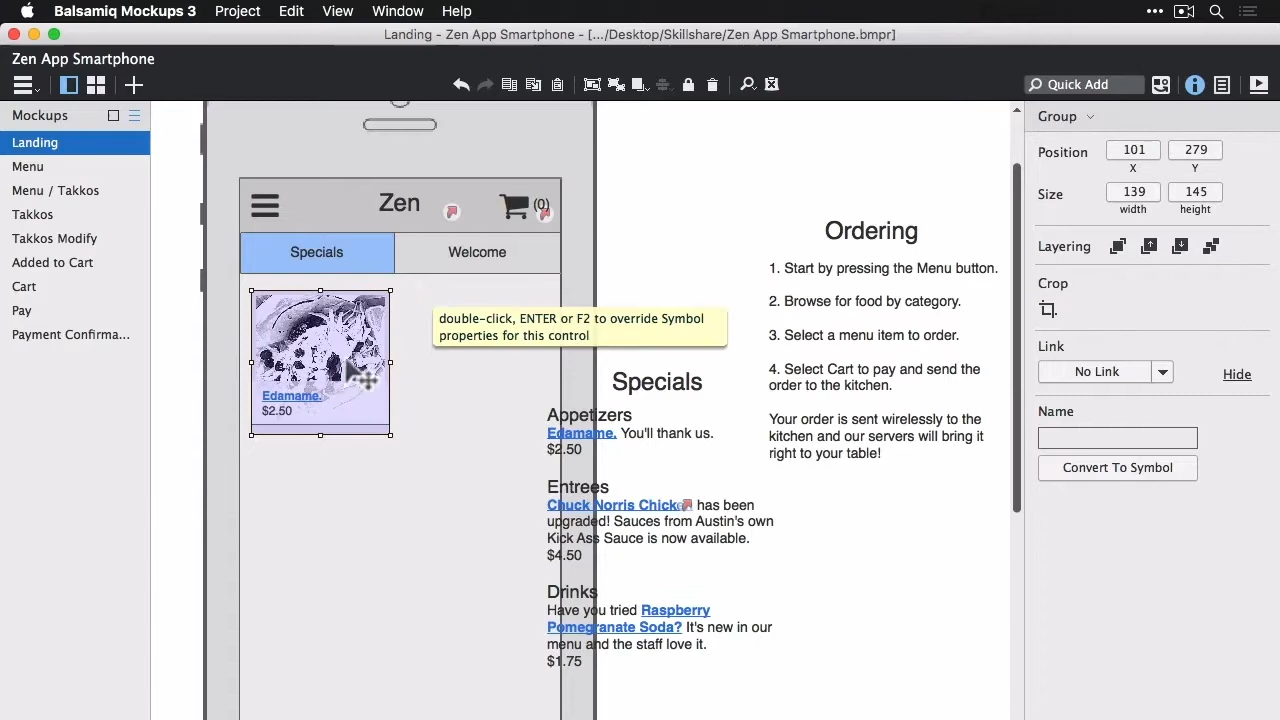 Balsamiq Mockups 3 Project Edit View Window Help
Landing - Zen App Smartphone - [.../Desktop/Skillshare/Zen App Smartphone.bmpr]
Zen App Smartphone
Quick Add
Mockups
Landing
Menu
Menu / Takkos
Takkos
Takkos Modify
Added to Cart
Cart
Pay
Payment Confirma...
Zen
(0)
Specials Welcome
Edamame.
$2.50
double-click, ENTER or F2 to override Symbol
properties for this control
Specials
Appetizers
Edamame. You'll thank us.
$2.50
Entrees
Chuck Norris Chick has been
upgraded! Sauces from Austin's own
Kick Ass Sauce is now available.
$4.50
Drinks
Have you tried Raspberry
Pomegranate Soda? It's new in our
menu and the staff love it.
$1.75
Ordering
1. Start by pressing the Menu button.
2. Browse for food by category.
3. Select a menu item to order.
4. Select Cart to pay and send the
order to the kitchen.
Your order is sent wirelessly to the
kitchen and our servers will bring it
right to your table!
Group
Position 101 279
X Y
Size 139 145
width height
Layering
Crop
Link
No Link Hide
Name
Convert To Symbol